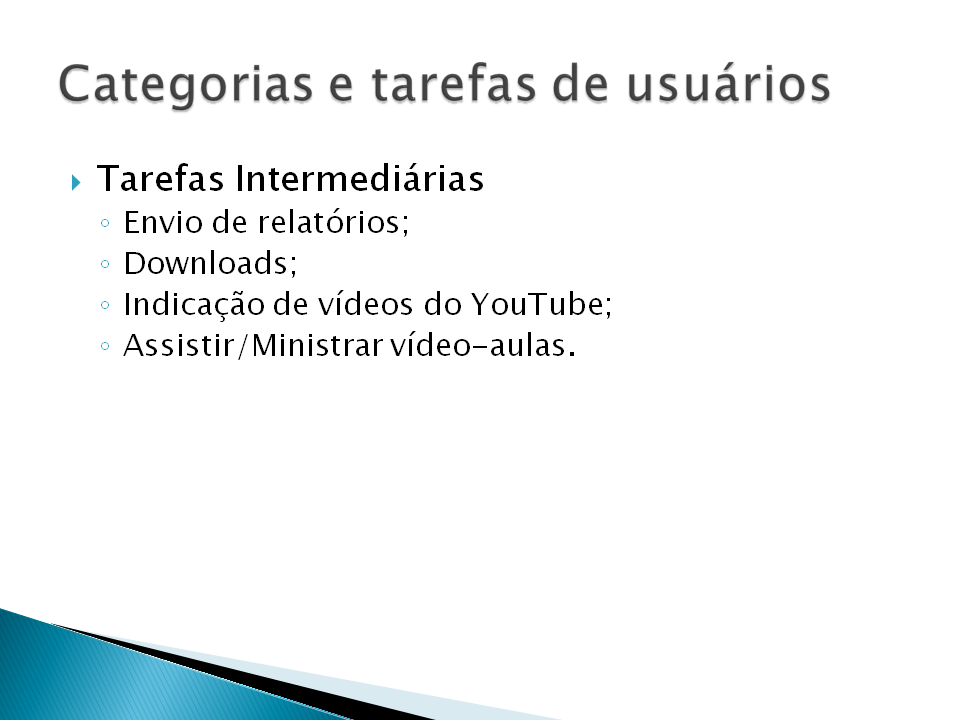 Categorias e tarefas de usuários
Tarefas Intermediárias
Envio de relatórios;
Downloads;
Indicação de vídeos do YouTube;
Assistir/Ministrar vídeo-aulas.